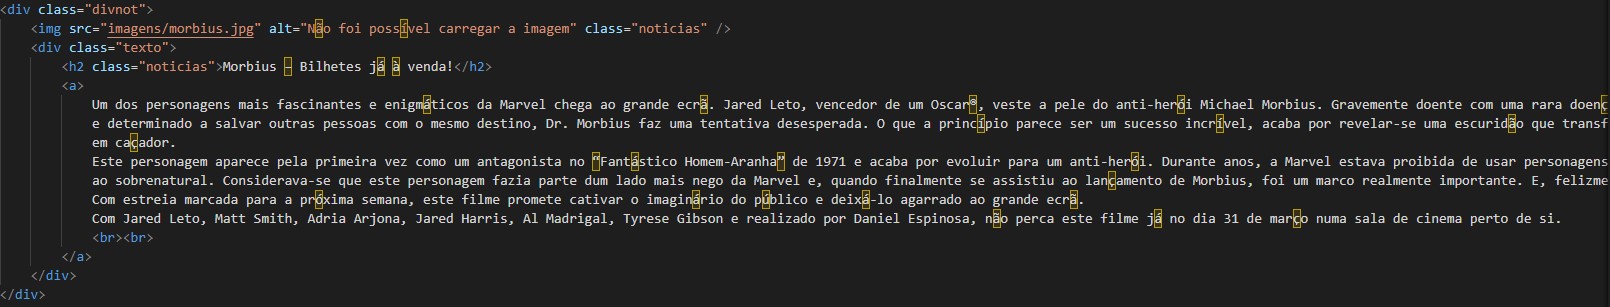 <div class="divnot">
<img src="imagens/morbius.jpg" alt="Não foi possível carregar a imagem" class="noticias" />
<div class="texto">
<h2 class="noticias">Morbius – Bilhetes já à venda!</h2>
<a>
Um dos personagens mais fascinantes e enigmáticos da Marvel chega ao grande ecrã. Jared Leto, vencedor de um Oscar®, veste a pele do anti-herói Michael Morbius. Gravemente doente com uma rara doenç
e determinado a salvar outras pessoas com o mesmo destino, Dr. Morbius faz uma tentativa desesperada. O que a princípio parece ser um sucesso incrível, acaba por revelar-se uma escuridão que transf
em caçador.
Este personagem aparece pela primeira vez como um antagonista no “Fantástico Homem-Aranha” de 1971 e acaba por evoluir para um anti-herói. Durante anos, a Marvel estava proibida de usar personagens
ao sobrenatural. Considerava-se que este personagem fazia parte dum lado mais nego da Marvel e, quando finalmente se assistiu ao lançamento de Morbius, foi um marco realmente importante. E, felizme
Com estreia marcada para a próxima semana, este filme promete cativar o imaginário do público e deixá-lo agarrado ao grande ecrã.
Com Jared Leto, Matt Smith, Adria Arjona, Jared Harris, Al Madrigal, Tyrese Gibson e realizado por Daniel Espinosa, não perca este filme já no dia 31 de março numa sala de cinema perto de si.
<br><br>
</a>
</div>
</div>